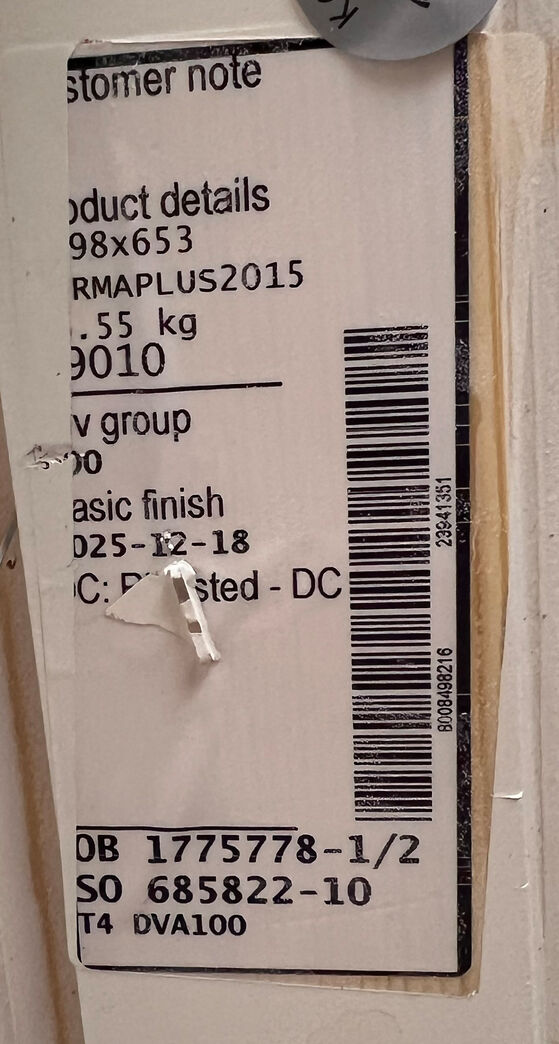 stomer note
oduct details
98x653
RMAPLUS2015
.55 kg
9010
v group
00
asic finish
025-12-18
C: sted - DC
23941351
8008498216
OB 1775778-1/2
SO 685822-10
T4 DVA100